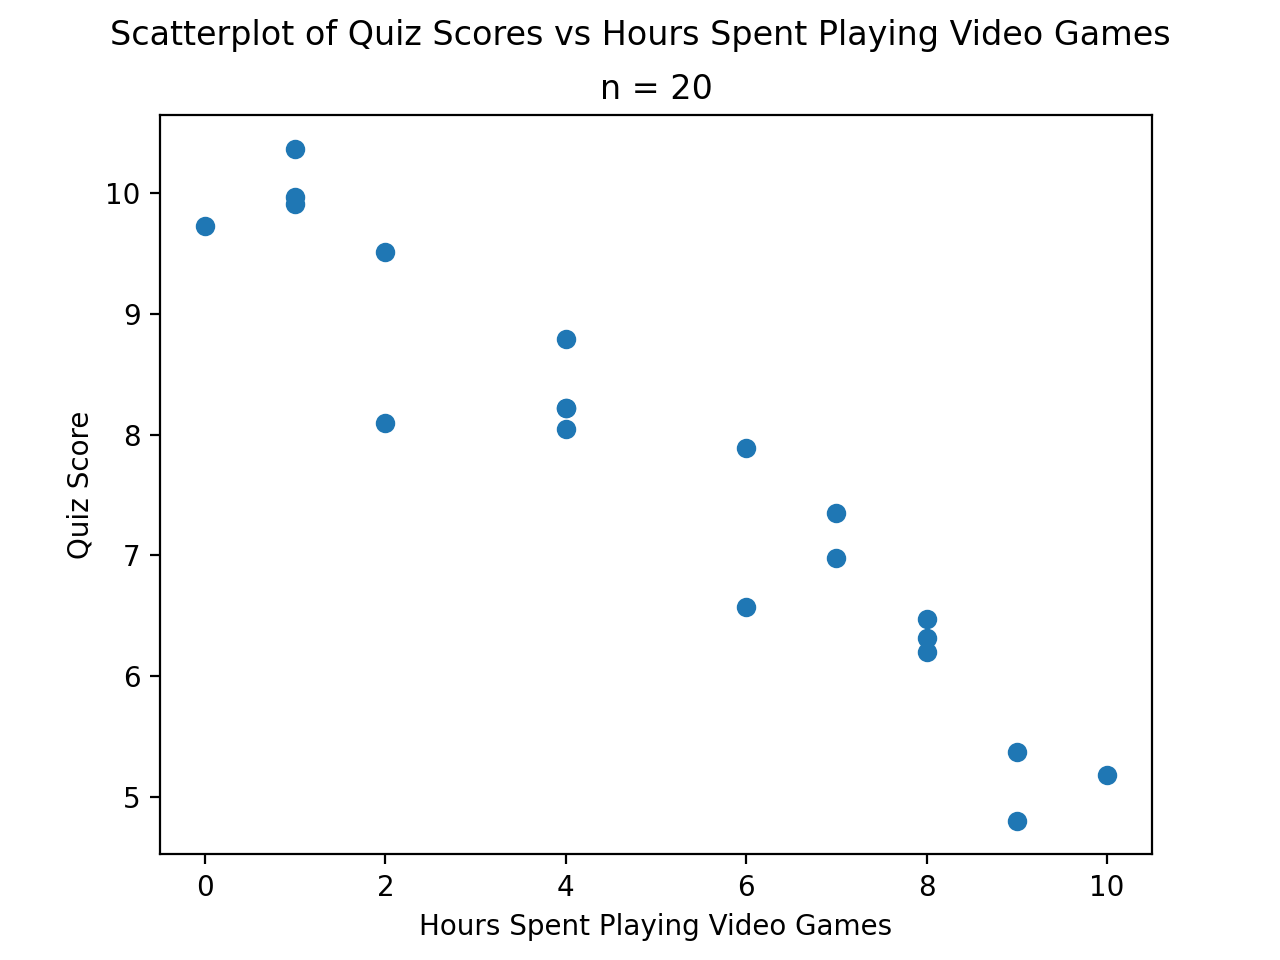 Scatterplot of Quiz Scores vs Hours Spent Playing Video Games
n = 20
10
9
8
7
6
5
Quiz Score
0 2 4 6 8 10
Hours Spent Playing Video Games